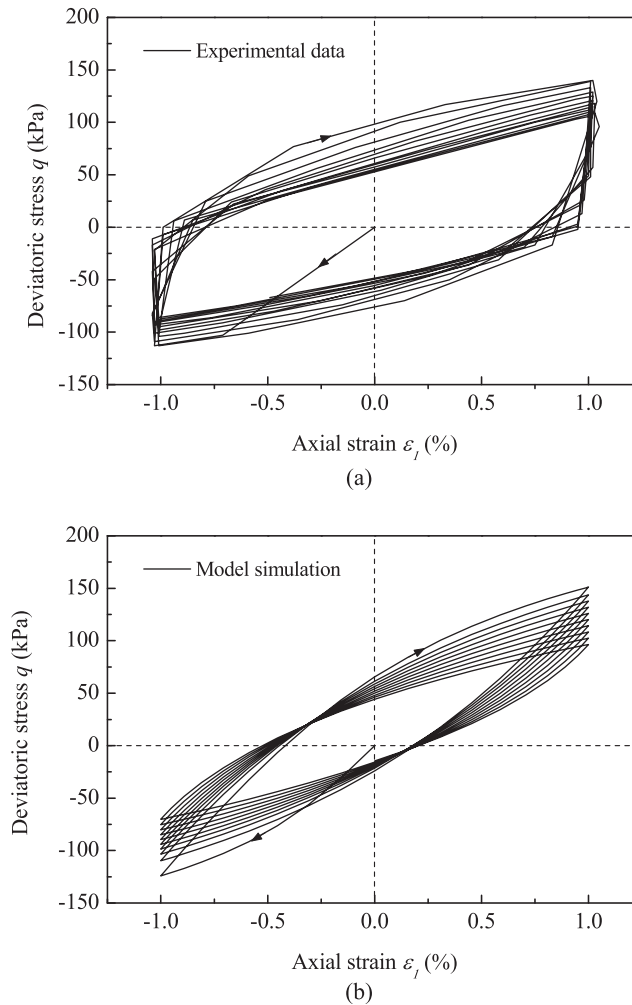 200
150
100
50
0
-50
-100
-150
Deviatoric stress q (kPa)
Experimental data
-1.0 -0.5 0.0 0.5 1.0
Axial strain ε1 (%)
(a)
200
150
100
50
0
-50
-100
-150
Deviatoric stress q (kPa)
Model simulation
-1.0 -0.5 0.0 0.5 1.0
Axial strain ε1 (%)
(b)